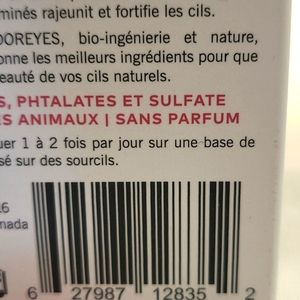 minés rajeunit et fortifie les cils.
DOREYES, bio-ingénierie et nature,
onne les meilleurs ingrédients pour que
eauté de vos cils naturels.
S, PHTALATES ET SULFATE
ES ANIMAUX | SANS PARFUM
uer 1 à 2 fois par jour sur une base de
sé sur des sourcils.
16
nada
6 27987 12835 2